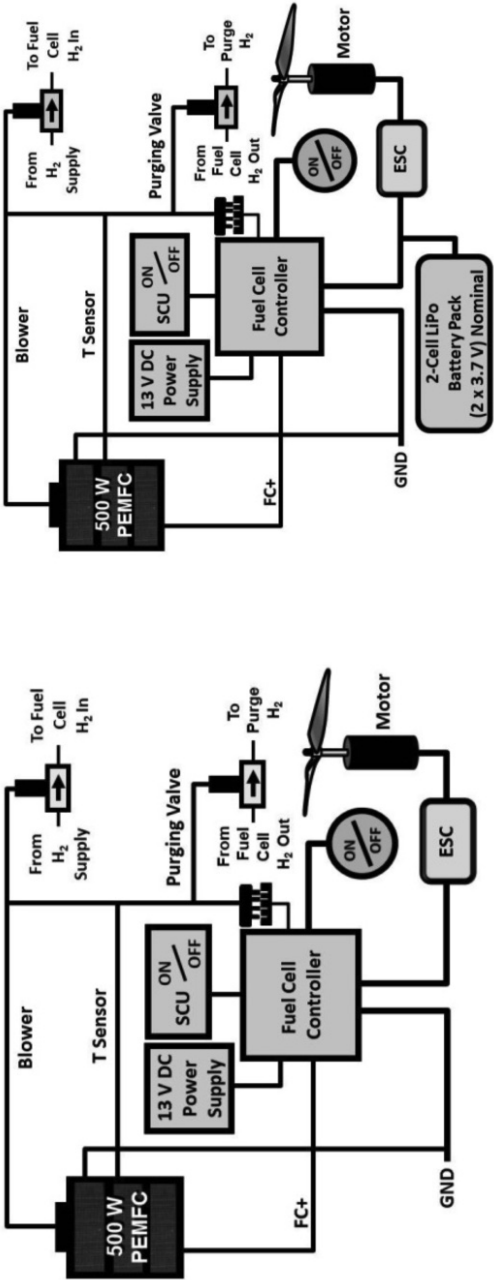 Blower
T Sensor
500 W
PEMFC
FC+
GND
13 V DC
Power
Supply
SCU
ON
OFF
Fuel Cell
Controller
Purging Valve
From
H2
Supply
To Fuel
Cell
H2 In
From
Fuel
Cell
H2 Out
To
Purge
H2
ON
OFF
ESC
Motor
Blower
T Sensor
500 W
PEMFC
FC+
GND
13 V DC
Power
Supply
SCU
ON
OFF
Fuel Cell
Controller
Purging Valve
From
H2
Supply
To Fuel
Cell
H2 In
From
Fuel
Cell
H2 Out
To
Purge
H2
ON
OFF
ESC
Motor
2-Cell LiPo
Battery Pack
(2 x 3.7 V) Nominal